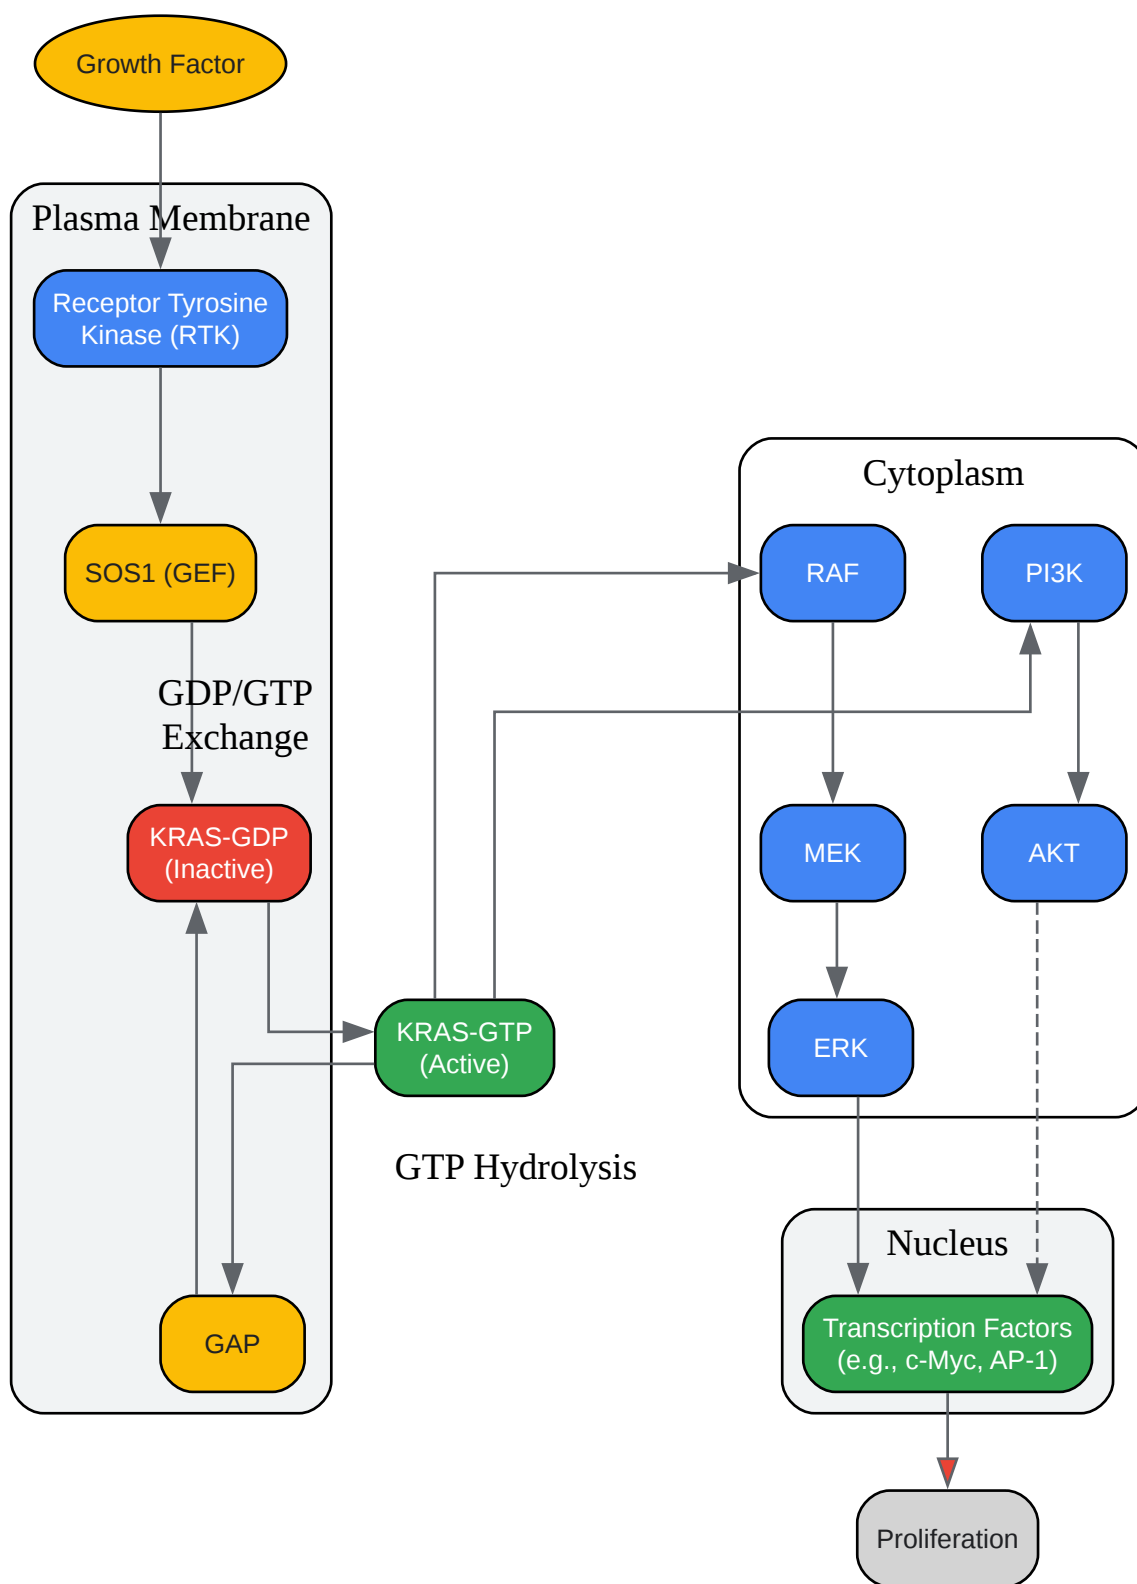 Growth Factor
Plasma Membrane
Receptor Tyrosine
Kinase (RTK)
SOS1 (GEF)
GDP/GTP
Exchange
KRAS-GDP
(Inactive)
KRAS-GTP
(Active)
GTP Hydrolysis
GAP
Cytoplasm
RAF
PI3K
MEK
AKT
ERK
Nucleus
Transcription Factors
(e.g., c-Myc, AP-1)
Proliferation